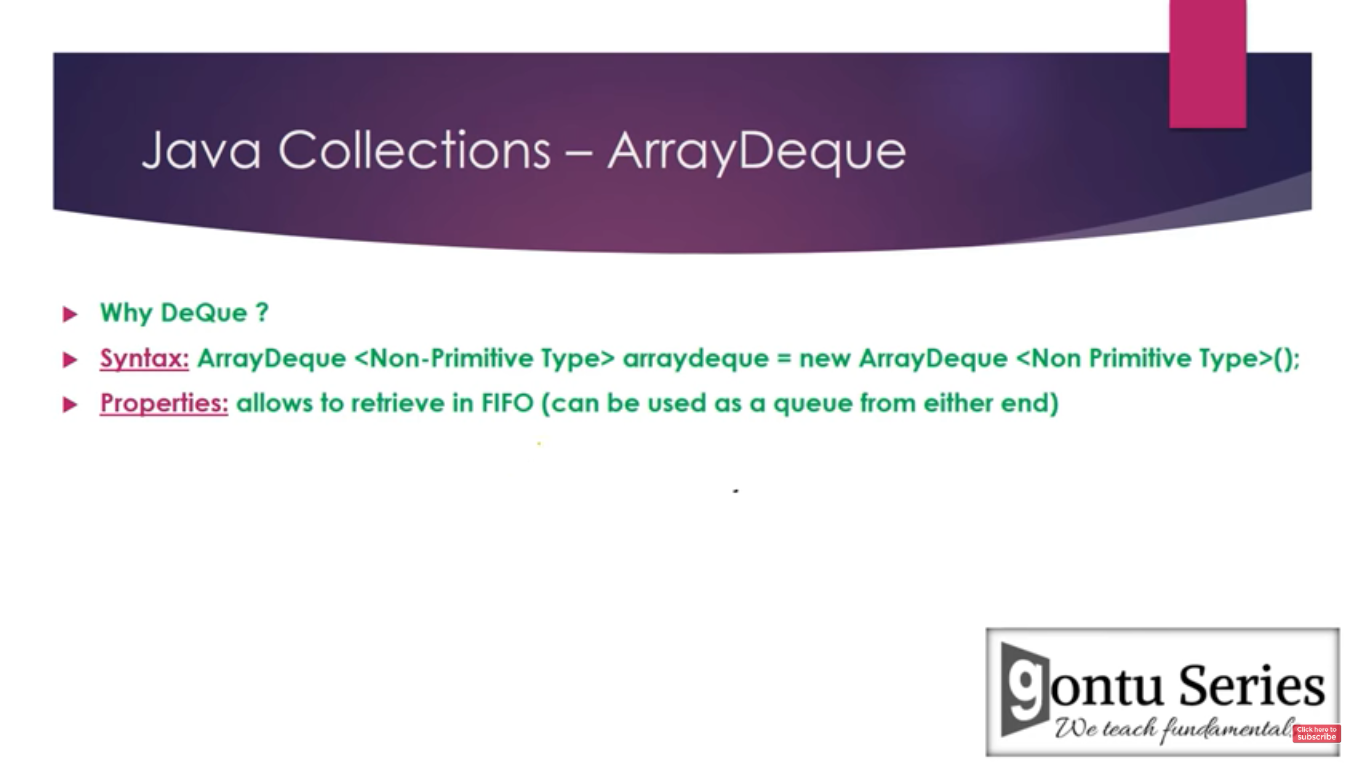 Java Collections – ArrayDeque
Why DeQue ?
Syntax: ArrayDeque <Non-Primitive Type> arraydeque = new ArrayDeque <Non Primitive Type>();
Properties: allows to retrieve in FIFO (can be used as a queue from either end)
gontu Series
We teach fundamental
Click here to
subscribe